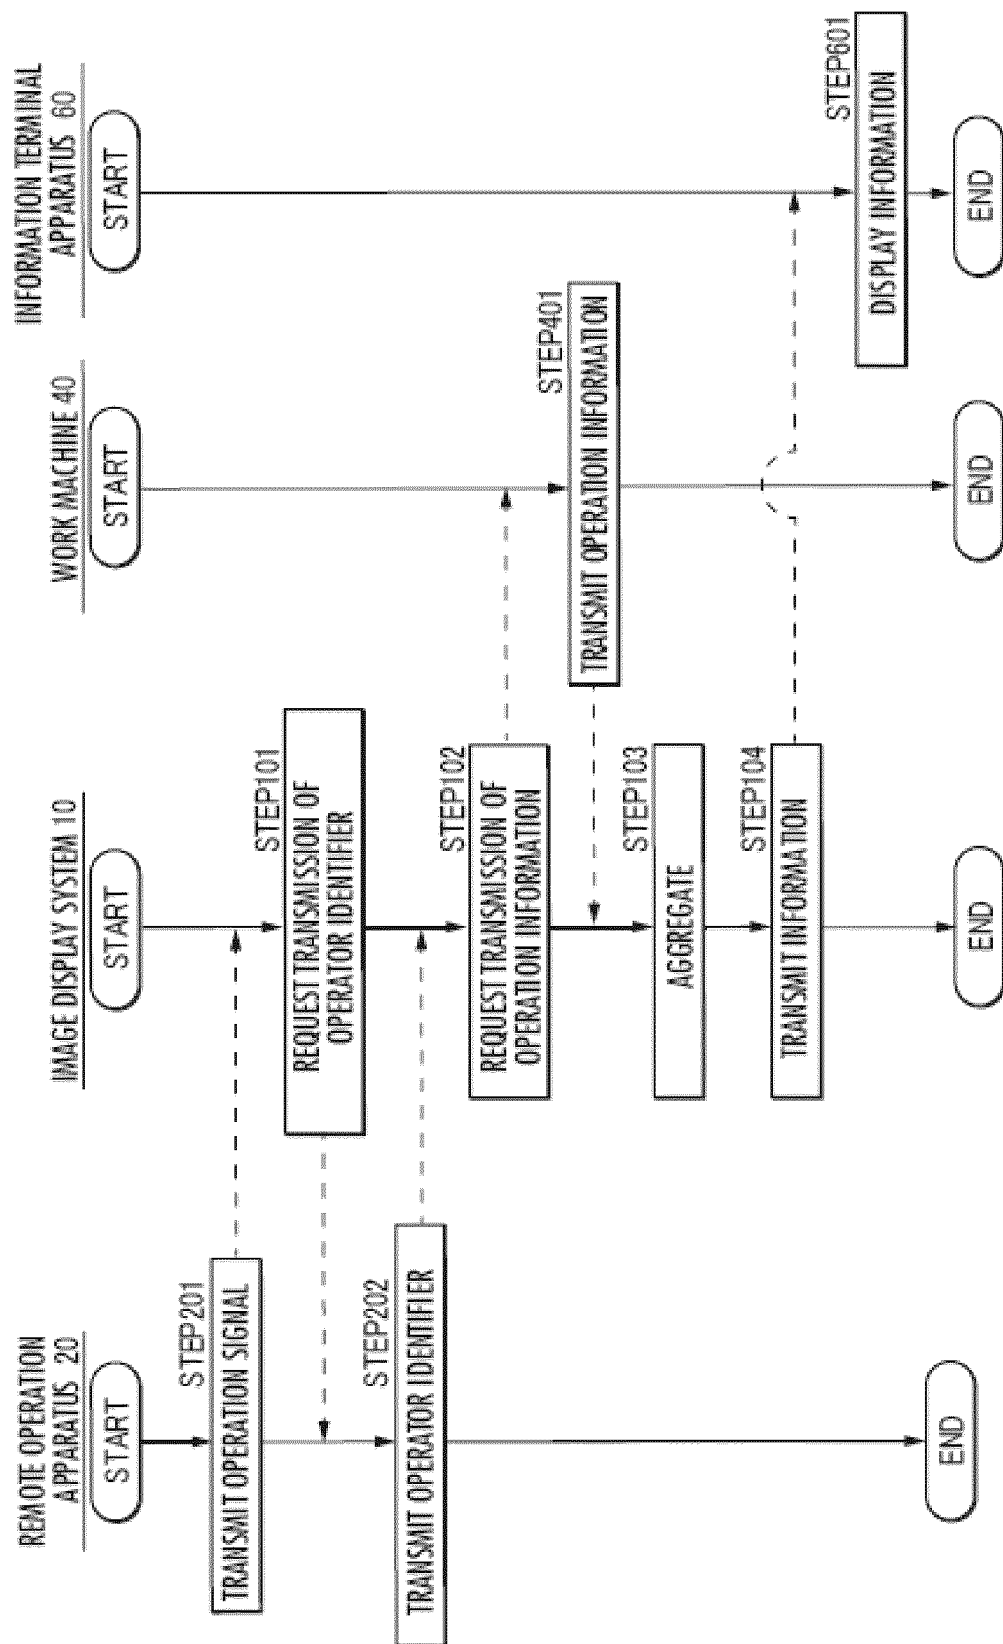 REMOTE OPERATION
APPARATUS 20
START
STEP201
TRANSMIT OPERATION SIGNAL
STEP202
TRANSMIT OPERATOR IDENTIFIER
END
IMAGE DISPLAY SYSTEM 10
START
STEP101
REQUEST TRANSMISSION OF
OPERATOR IDENTIFIER
STEP102
REQUEST TRANSMISSION OF
OPERATION INFORMATION
STEP103
AGGREGATE
STEP104
TRANSMIT INFORMATION
END
WORK MACHINE 40
START
STEP401
TRANSMIT OPERATION INFORMATION
END
INFORMATION TERMINAL
APPARATUS 60
START
STEP601
DISPLAY INFORMATION
END